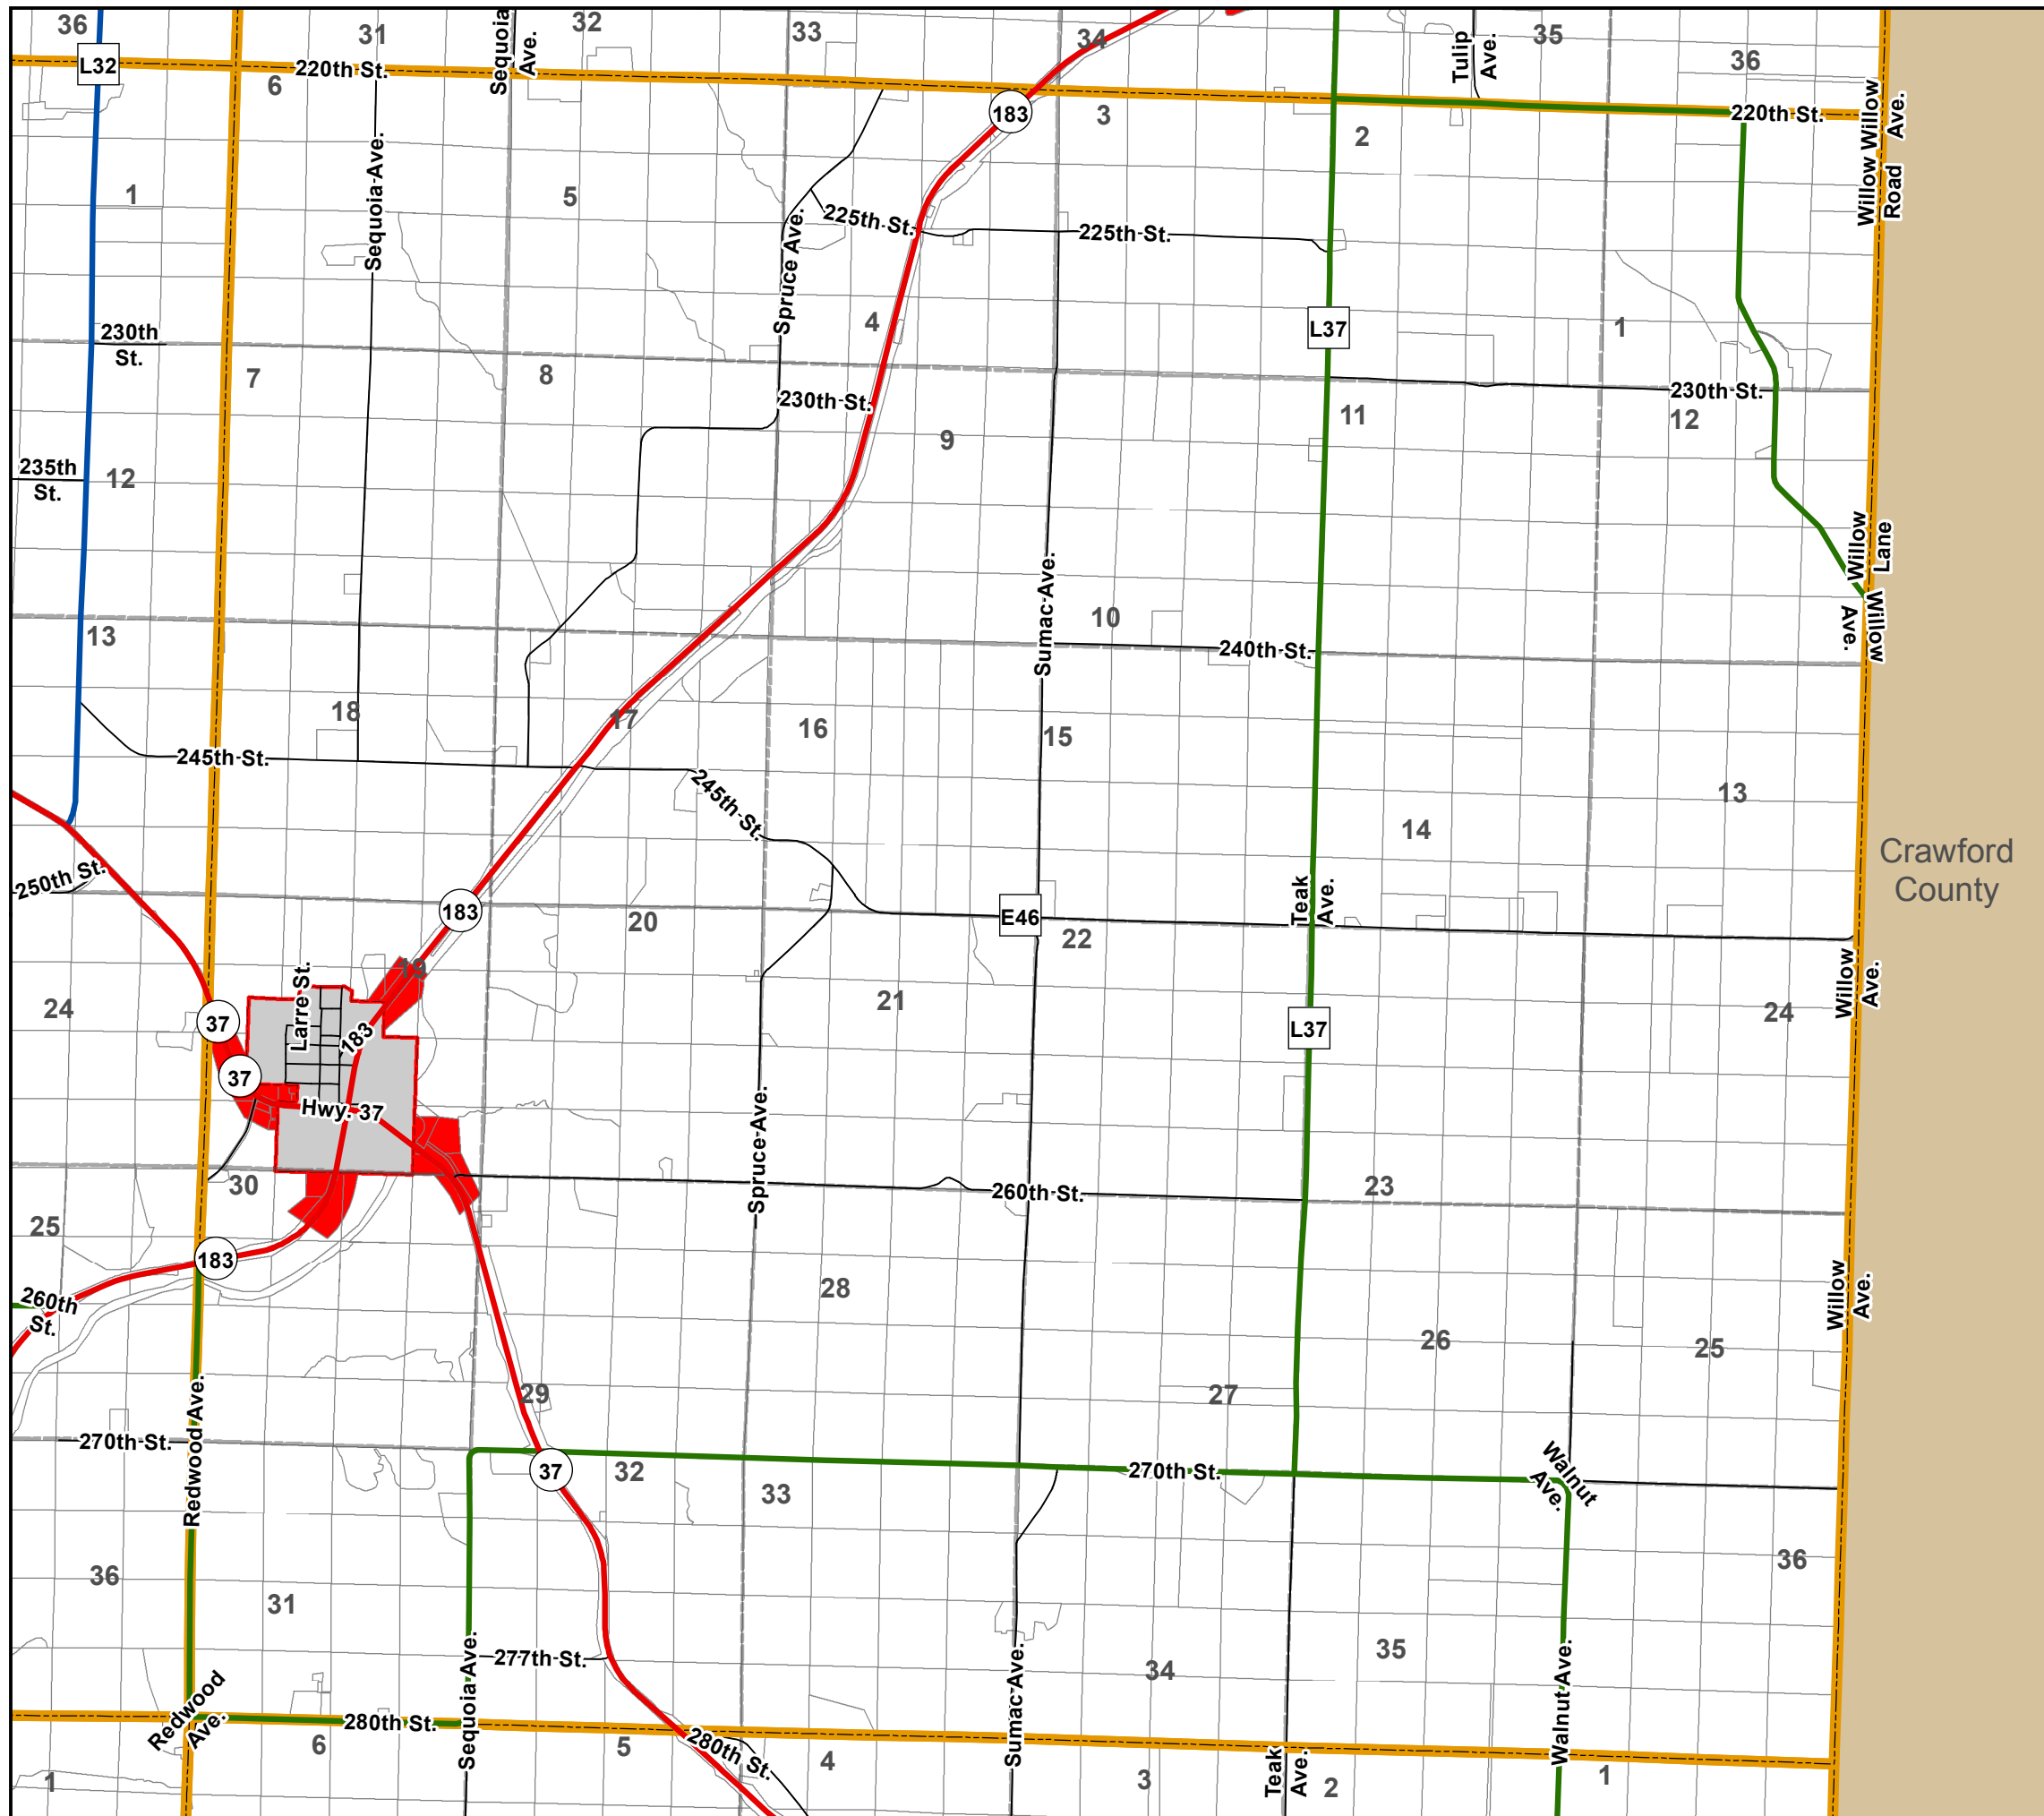 36
31
Sequoia
Ave.
32
33
34
Tulip
Ave.
35
36
L32
220th St.
6
183
3
2
220th St.
Willow
Ave.
Willow
1
Sequoia Ave.
5
Spruce Ave.
225th St.
225th St.
Willow
Road
230th
St.
7
8
4
L37
1
230th St.
230th St.
9
11
12
235th
St.
12
Willow
Lane
13
Sumac Ave.
10
240th St.
Willow
Ave.
18
17
16
15
245th St.
245th St.
13
14
Crawford
County
250th St.
183
20
E46
22
Teak
Ave.
19
Larre St.
24
37
183
21
L37
24
Willow
Ave.
37
Hwy. 37
Spruce Ave.
30
260th St.
23
25
183
28
Willow
Ave.
260th
St.
26
25
29
27
Redwood Ave.
270th St.
37
32
33
270th St.
Walnut
Ave.
36
31
36
Sequoia Ave.
277th St.
Sumac Ave.
34
35
Walnut Ave.
Redwood
Ave.
280th St.
6
5
280th St.
4
3
Teak
Ave.
2
1
1